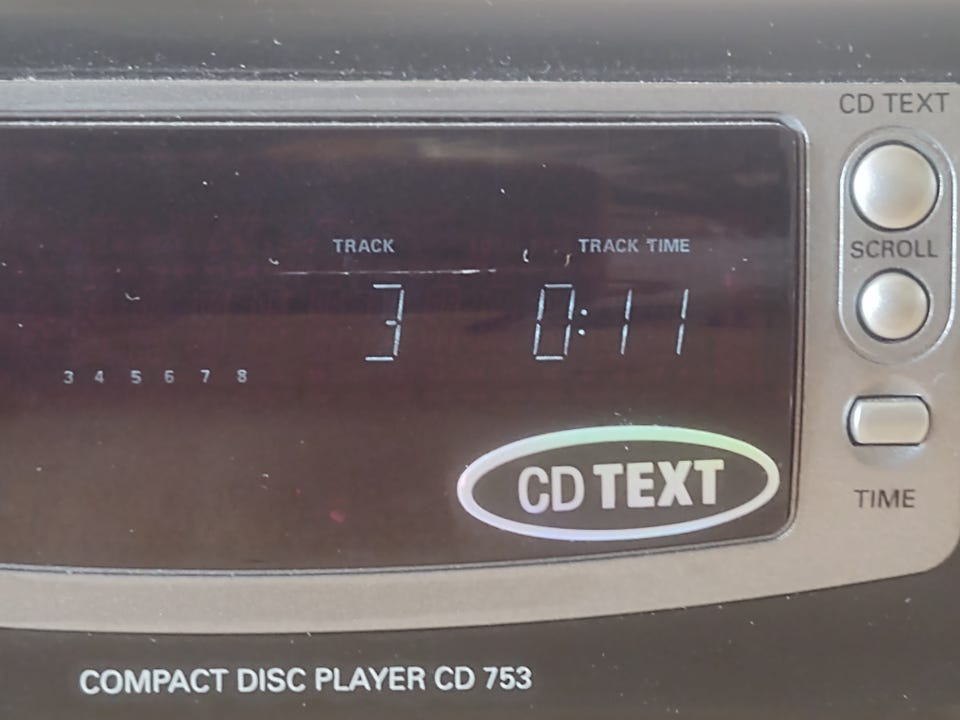 CD TEXT
SCROLL
TRACK TRACK TIME
3 0:11
3 4 5 6 7 8
CD TEXT
TIME
COMPACT DISC PLAYER CD 753